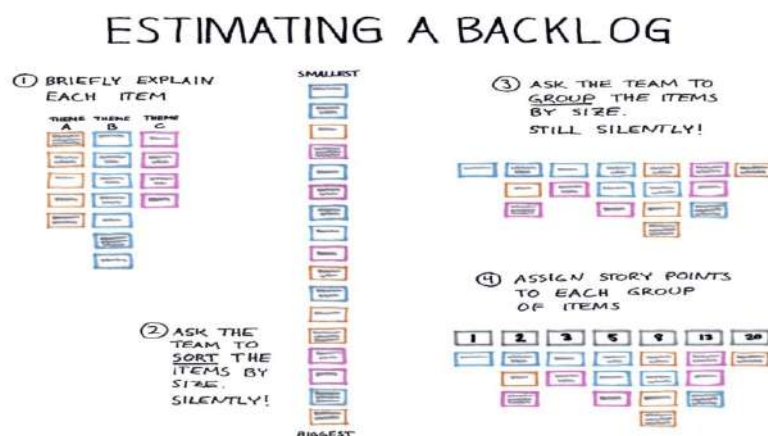 ESTIMATING A BACKLOG
① BRIEFLY EXPLAIN
EACH ITEM
THEME THEME THEME
A B C
SMALLEST
② ASK THE
TEAM TO
SORT THE
ITEMS BY
SIZE.
SILENTLY!
BIGGEST
③ ASK THE TEAM TO
GROUP THE ITEMS
BY SIZE.
STILL SILENTLY!
④ ASSIGN STORY POINTS
TO EACH GROUP
OF ITEMS
1 2 3 5 8 13 20